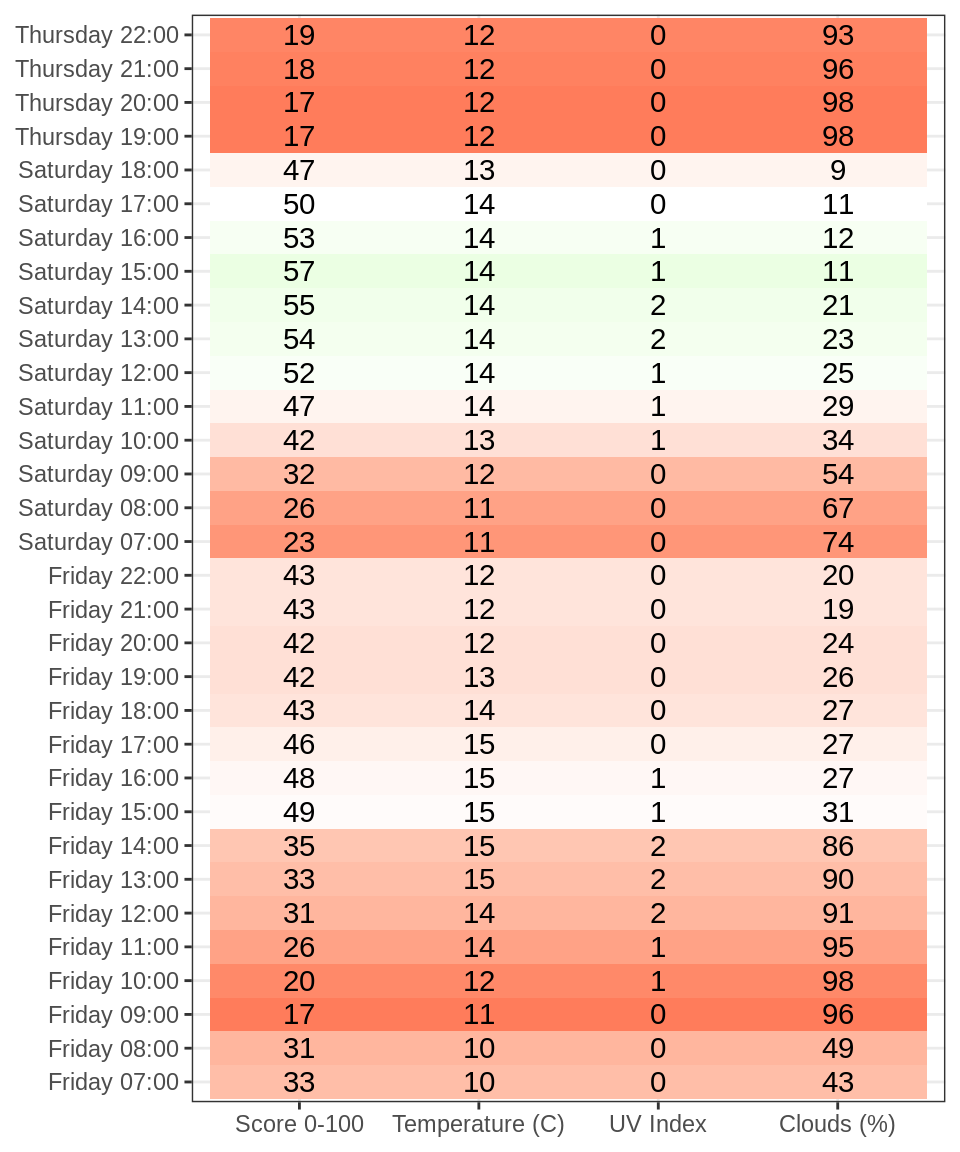 Thursday 22:00 19 12 0 93
Thursday 21:00 18 12 0 96
Thursday 20:00 17 12 0 98
Thursday 19:00 17 12 0 98
Saturday 18:00 47 13 0 9
Saturday 17:00 50 14 0 11
Saturday 16:00 53 14 1 12
Saturday 15:00 57 14 1 11
Saturday 14:00 55 14 2 21
Saturday 13:00 54 14 2 23
Saturday 12:00 52 14 1 25
Saturday 11:00 47 14 1 29
Saturday 10:00 42 13 1 34
Saturday 09:00 32 12 0 54
Saturday 08:00 26 11 0 67
Saturday 07:00 23 11 0 74
Friday 22:00 43 12 0 20
Friday 21:00 43 12 0 19
Friday 20:00 42 12 0 24
Friday 19:00 42 13 0 26
Friday 18:00 43 14 0 27
Friday 17:00 46 15 0 27
Friday 16:00 48 15 1 27
Friday 15:00 49 15 1 31
Friday 14:00 35 15 2 86
Friday 13:00 33 15 2 90
Friday 12:00 31 14 2 91
Friday 11:00 26 14 1 95
Friday 10:00 20 12 1 98
Friday 09:00 17 11 0 96
Friday 08:00 31 10 0 49
Friday 07:00 33 10 0 43
Score 0-100 Temperature (C) UV Index Clouds (%)